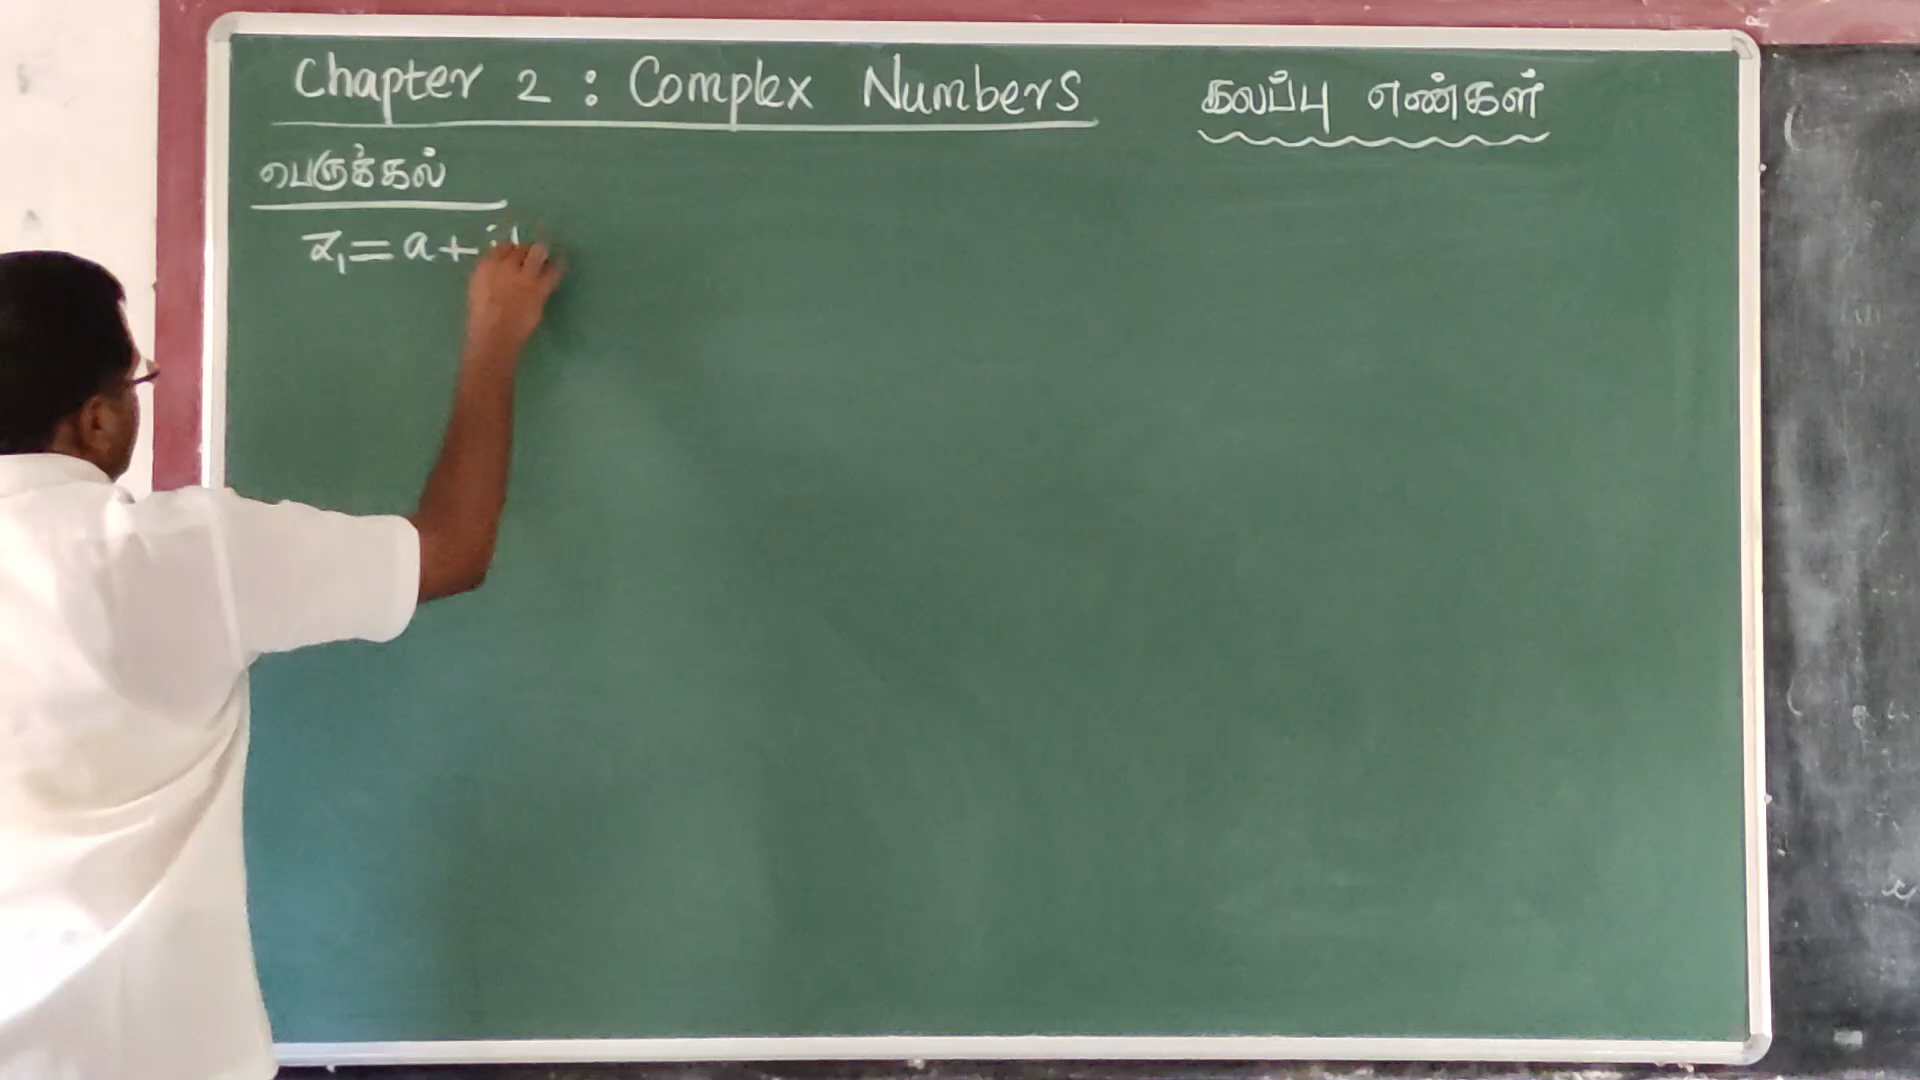 Chapter 2 : Complex Numbers கலப்பு எண்கள்
பெருக்கல்
z₁ = a + i